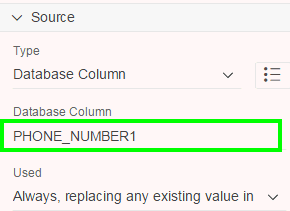 Source
Type
Database Column
Database Column
PHONE_NUMBER1
Used
Always, replacing any existing value in